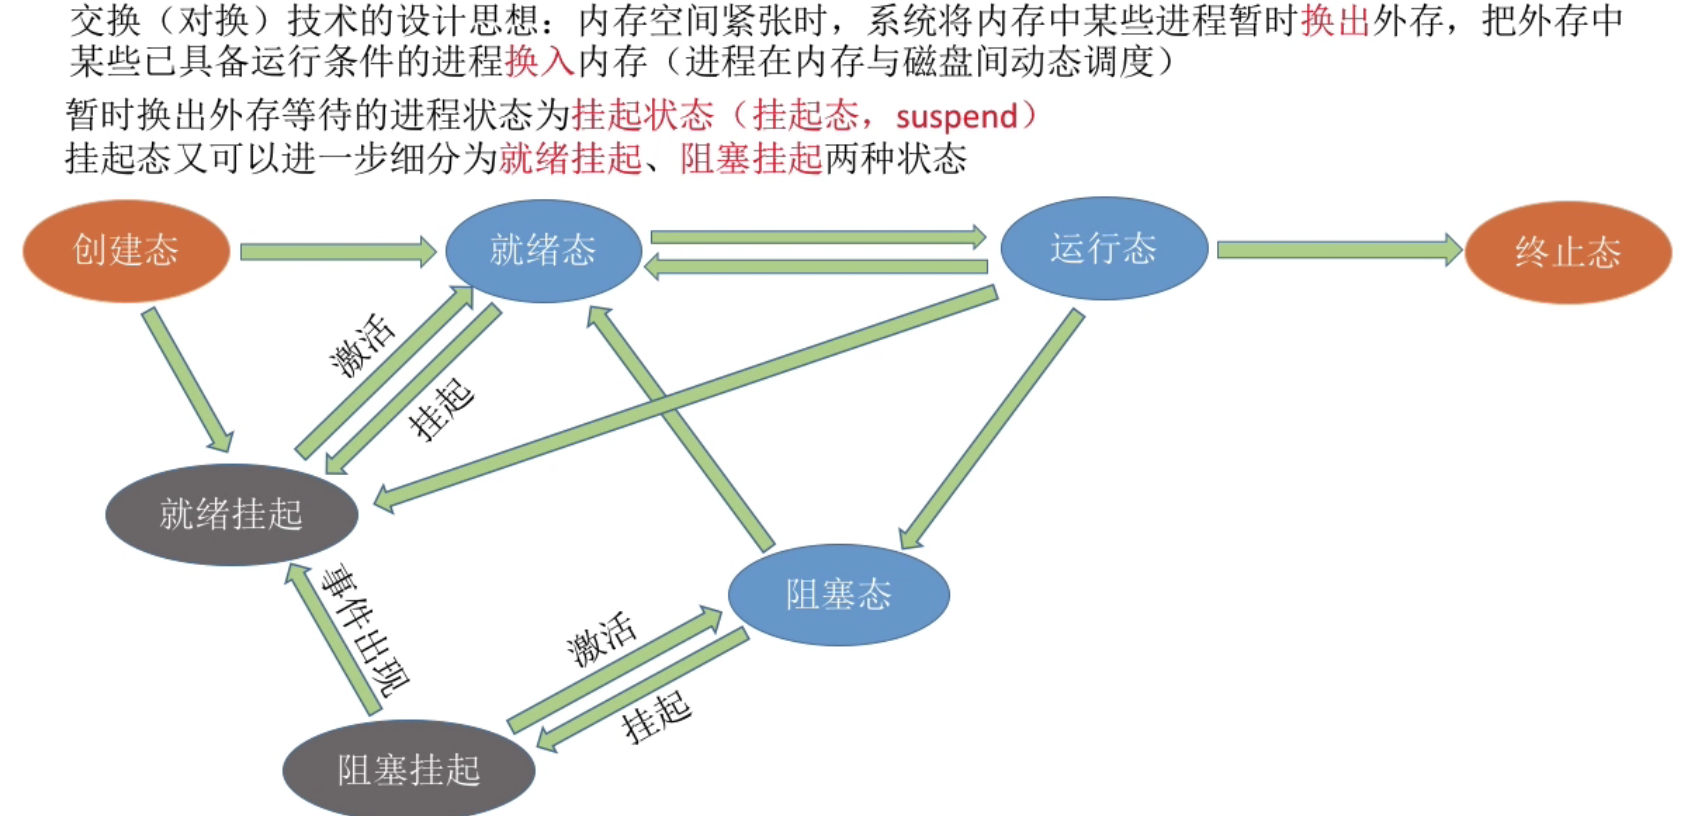 交换（对换）技术的设计思想：内存空间紧张时，系统将内存中某些进程暂时换出外存，把外存中
某些已具备运行条件的进程换入内存（进程在内存与磁盘间动态调度）
暂时换出外存等待的进程状态为挂起状态（挂起态，suspend）
挂起态又可以进一步细分为就绪挂起、阻塞挂起两种状态
创建态
就绪态
运行态
终止态
激活
挂起
就绪挂起
事件出现
阻塞态
激活
挂起
阻塞挂起